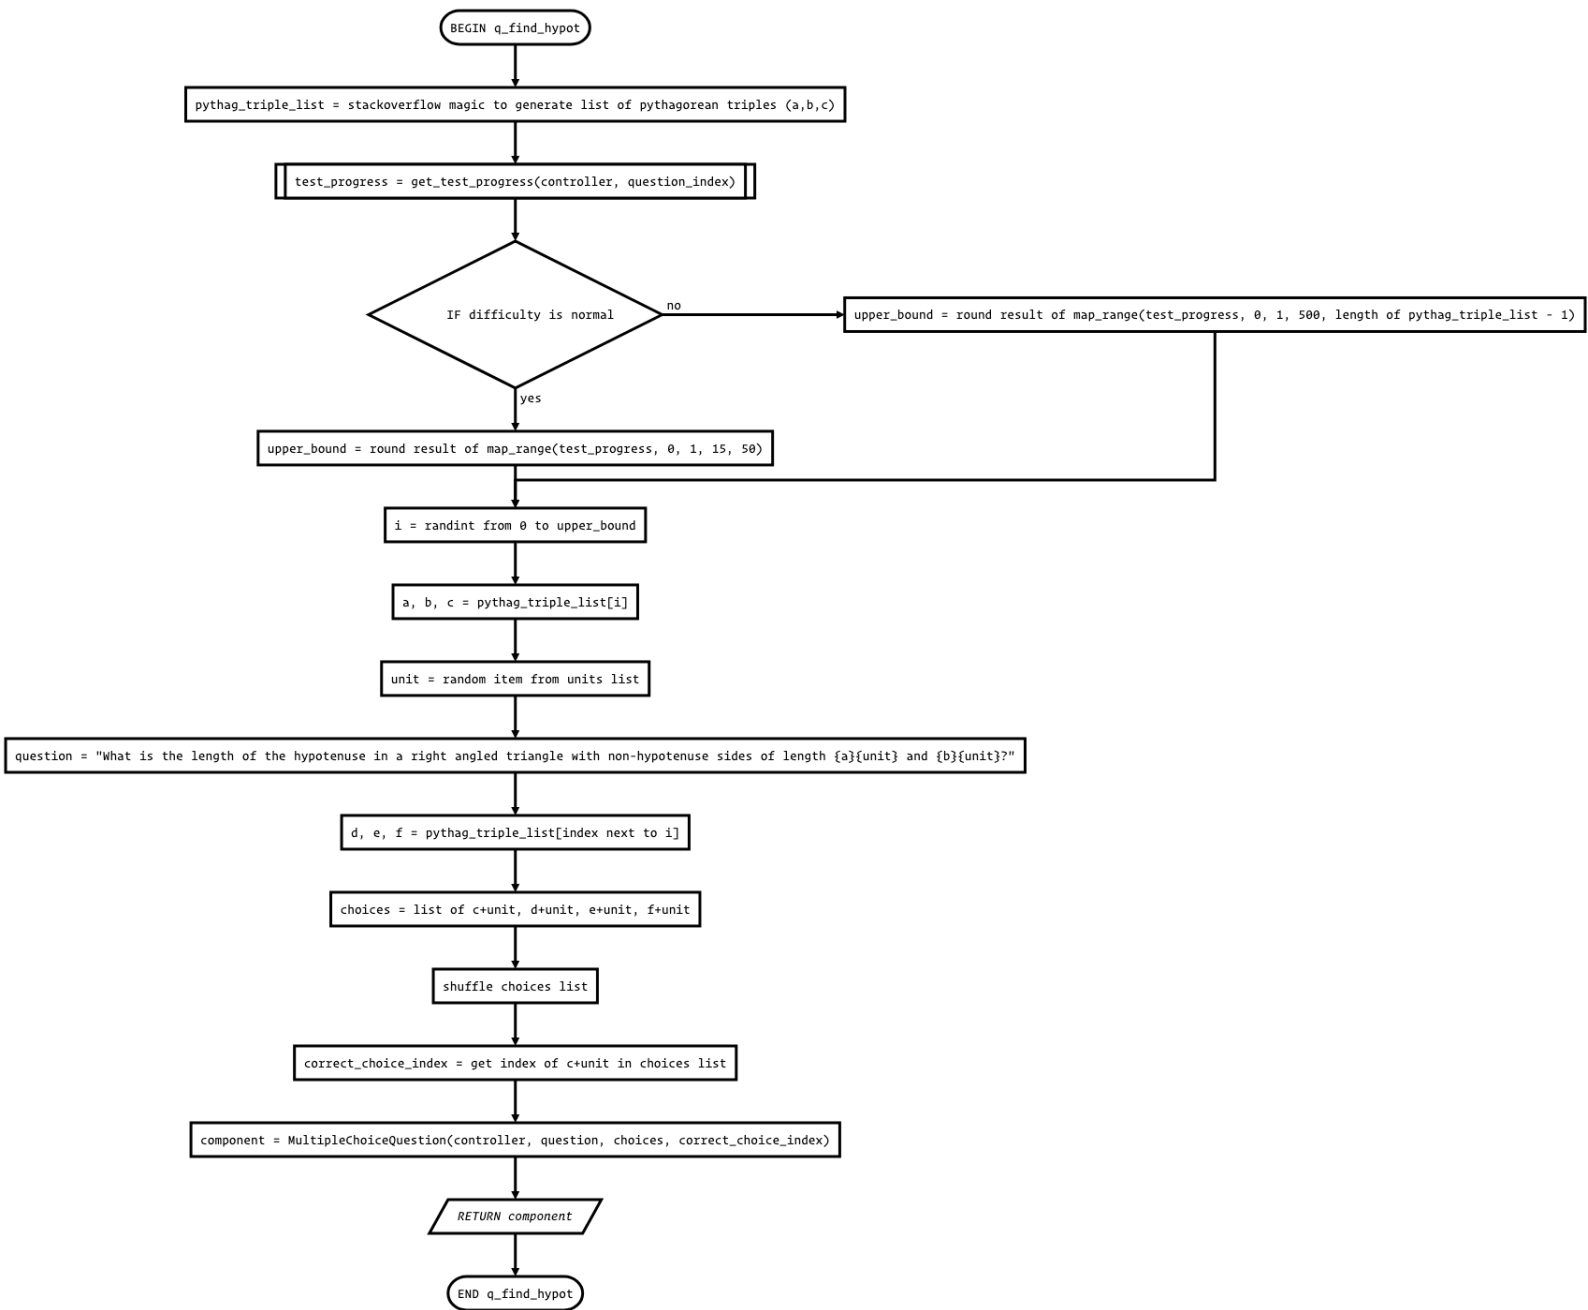 BEGIN q_find_hypot
pythag_triple_list = stackoverflow magic to generate list of pythagorean triples (a,b,c)
test_progress = get_test_progress(controller, question_index)
IF difficulty is normal
no
upper_bound = round result of map_range(test_progress, 0, 1, 500, length of pythag_triple_list - 1)
yes
upper_bound = round result of map_range(test_progress, 0, 1, 15, 50)
i = randint from 0 to upper_bound
a, b, c = pythag_triple_list[i]
unit = random item from units list
question = "What is the length of the hypotenuse in a right angled triangle with non-hypotenuse sides of length {a}{unit} and {b}{unit}?"
d, e, f = pythag_triple_list[index next to i]
choices = list of c+unit, d+unit, e+unit, f+unit
shuffle choices list
correct_choice_index = get index of c+unit in choices list
component = MultipleChoiceQuestion(controller, question, choices, correct_choice_index)
RETURN component
END q_find_hypot